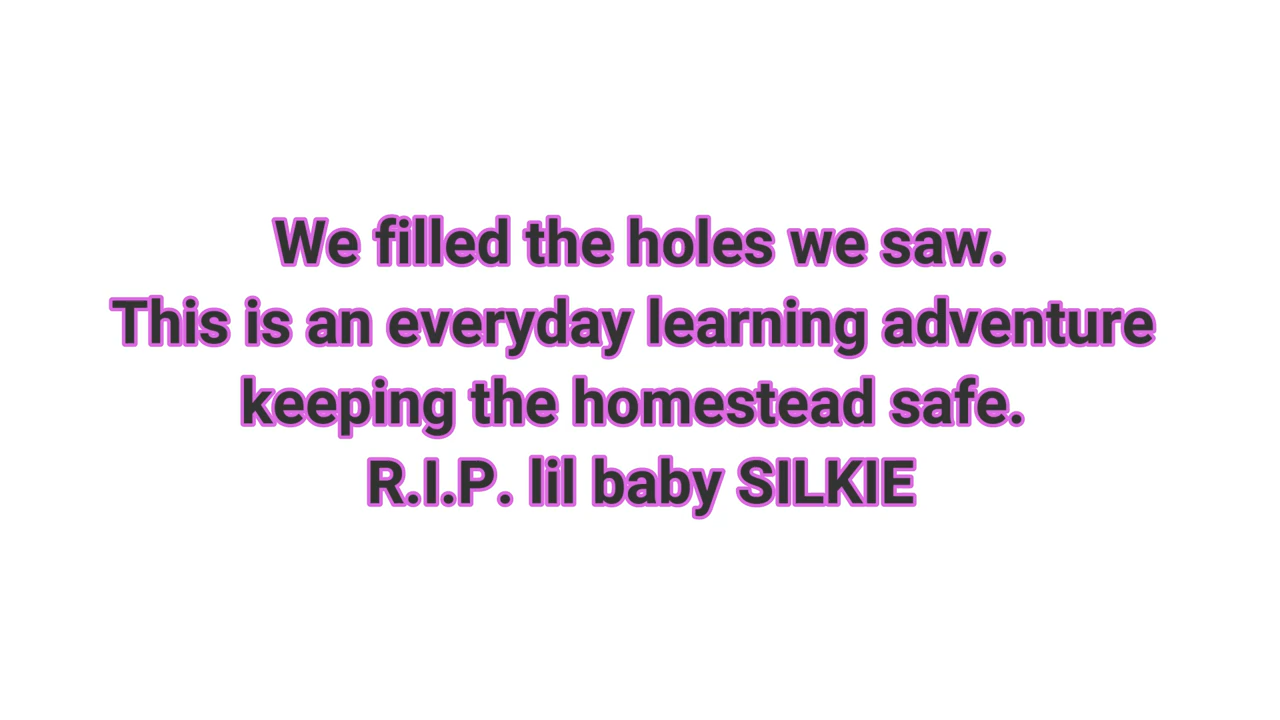 We filled the holes we saw.
This is an everyday learning adventure
keeping the homestead safe.
R.I.P. lil baby SILKIE